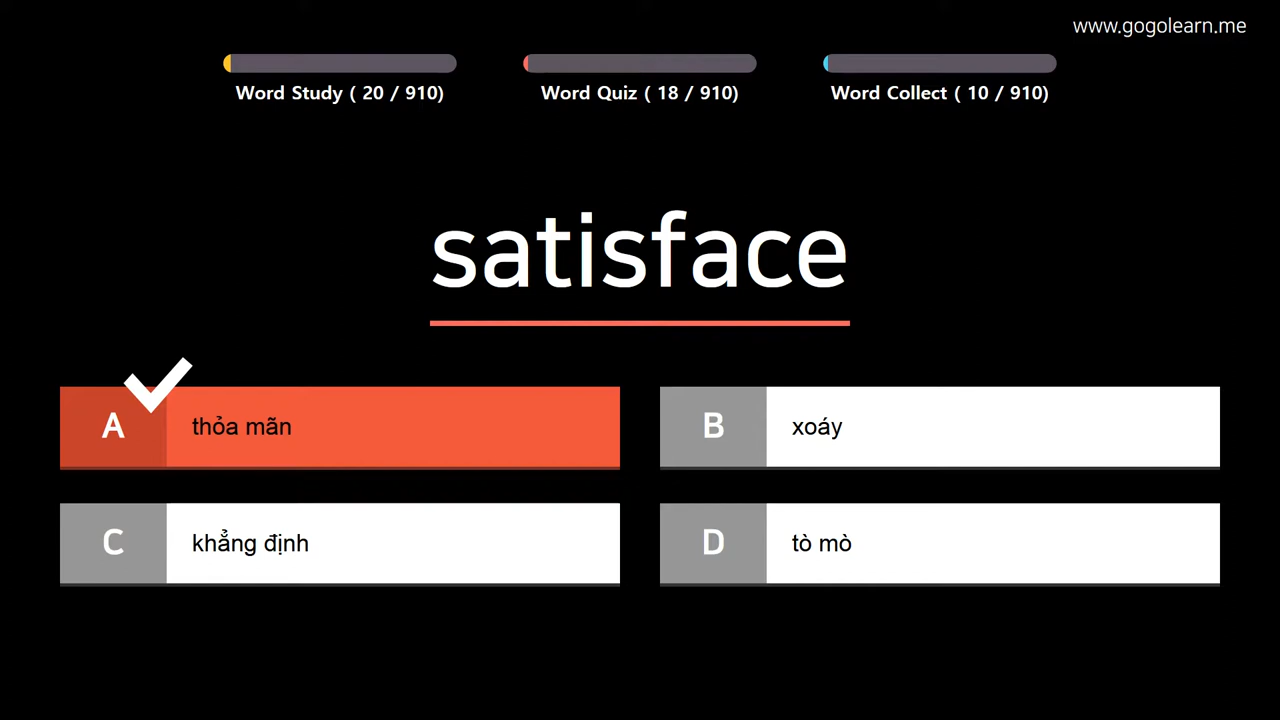 www.gogolearn.me
Word Study ( 20 / 910)
Word Quiz ( 18 / 910)
Word Collect ( 10 / 910)
satisface
A thỏa mãn
B xoáy
C khẳng định
D tò mò